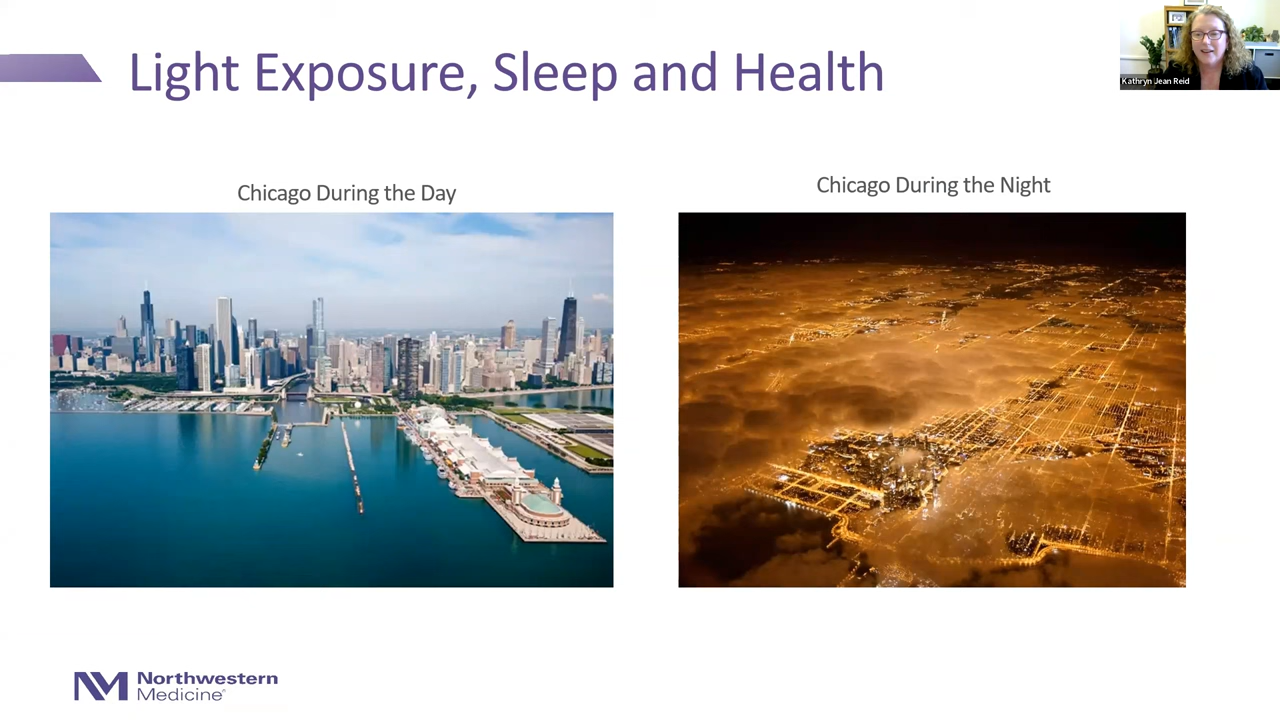 Light Exposure, Sleep and Health
Kathryn Jean Reid
Chicago During the Day
Chicago During the Night
Northwestern
Medicine®